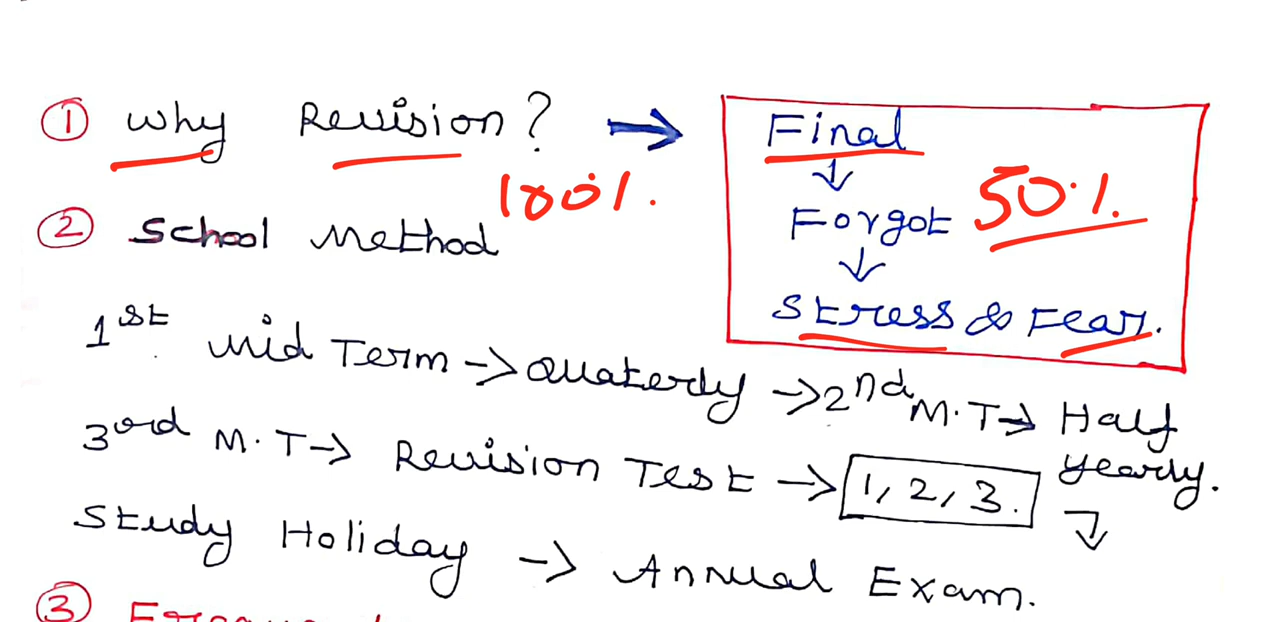 ① Why Revision? →
Final
↓
Forgot 50%.
↓
Stress & Fear.
100%.
② School Method
1st mid Term -> Quaterly -> 2nd M.T -> Half yearly.
3rd M.T -> Revision Test -> 1, 2, 3.
Study Holiday -> Annual Exam.
③